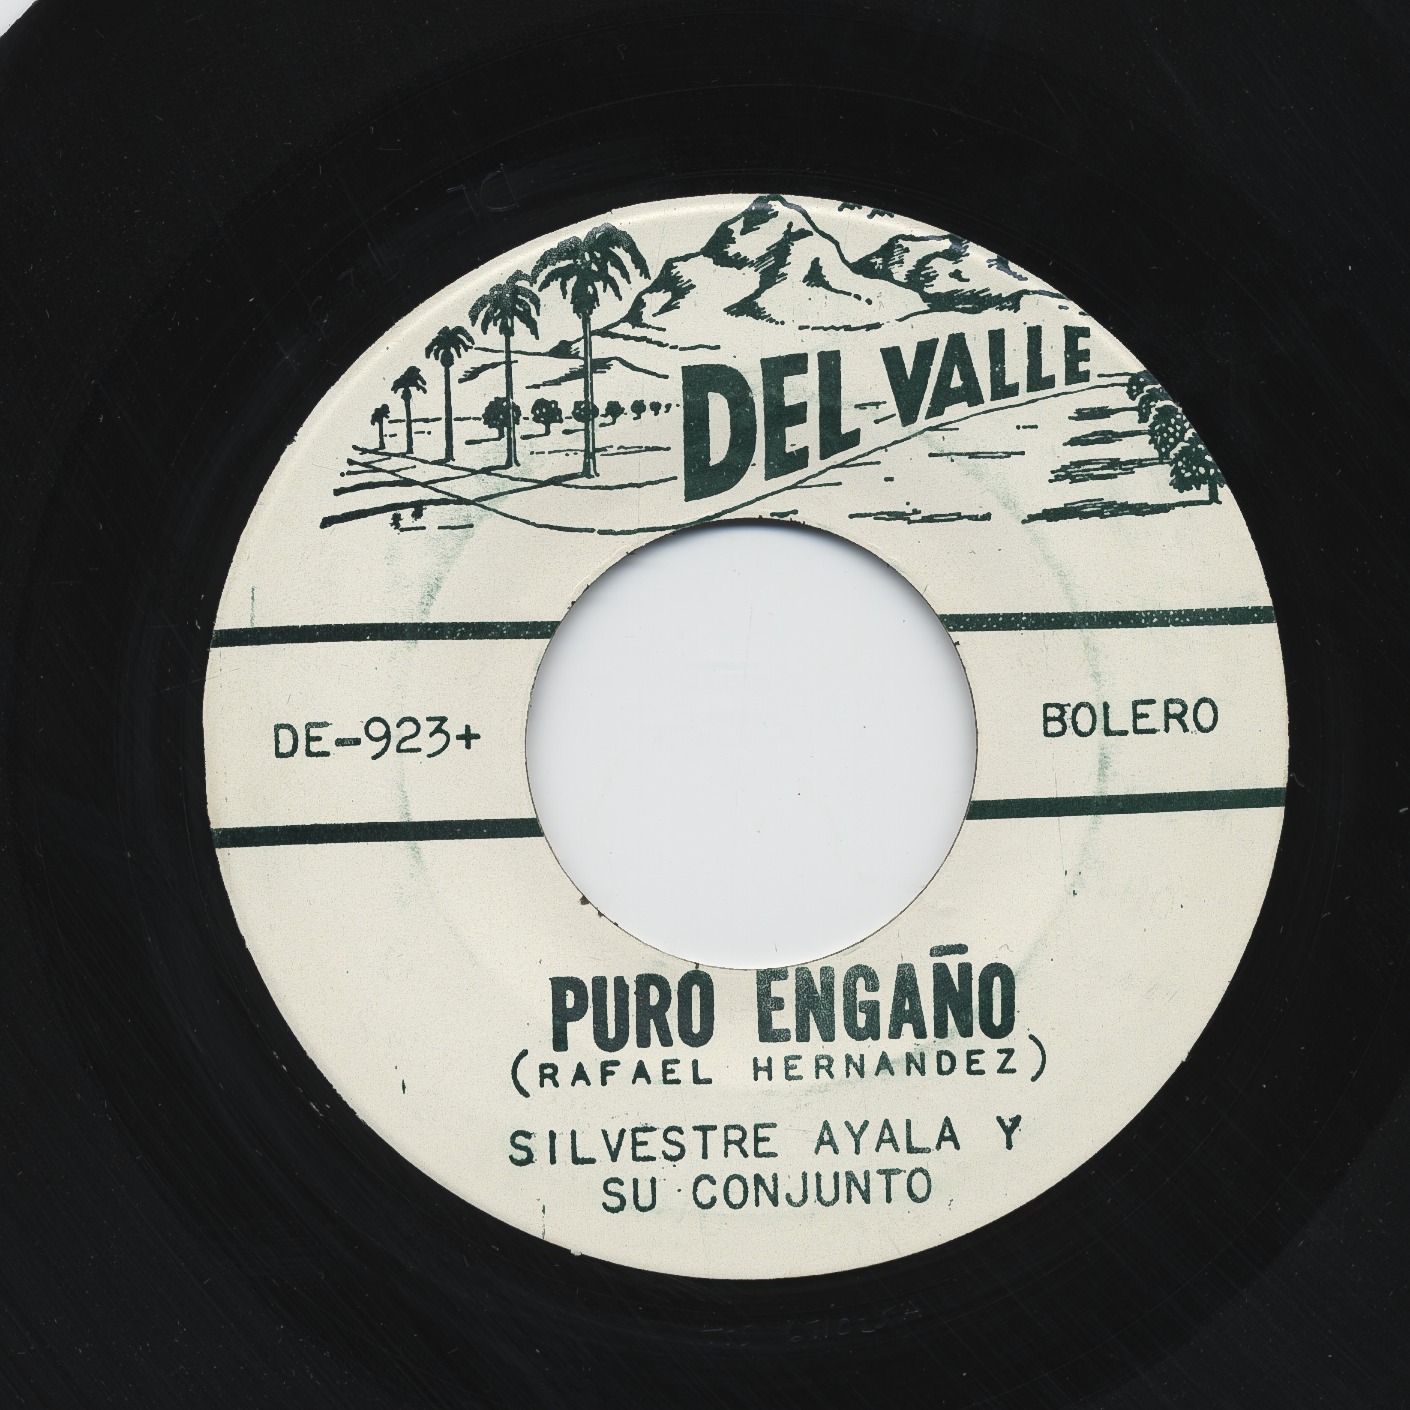 DEL VALLE
DE-923+
BOLERO
PURO ENGAÑO
(RAFAEL HERNANDEZ)
SILVESTRE AYALA Y
SU CONJUNTO